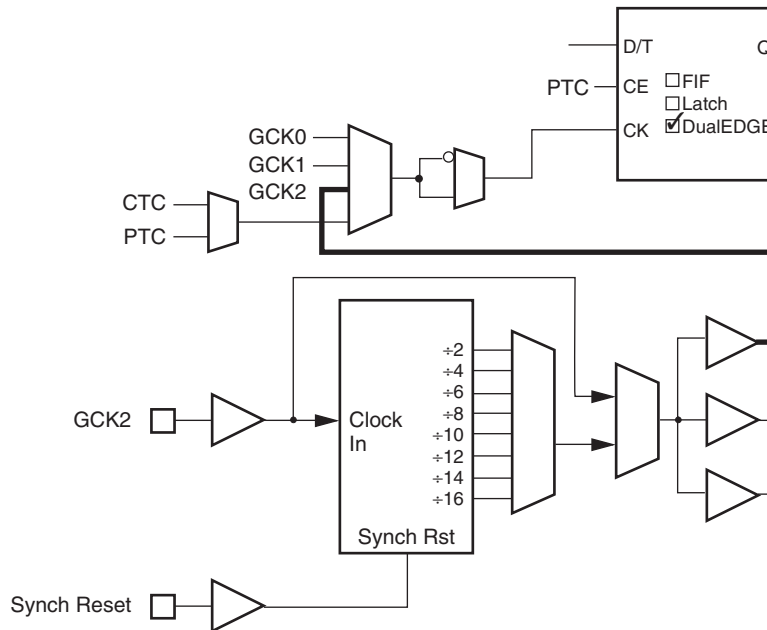 D/T
Q
PTC
CE
FIF
Latch
CK
DualEDGE
GCK0
GCK1
GCK2
CTC
PTC
÷2
÷4
÷6
÷8
÷10
÷12
÷14
÷16
GCK2
Clock
In
Synch Rst
Synch Reset